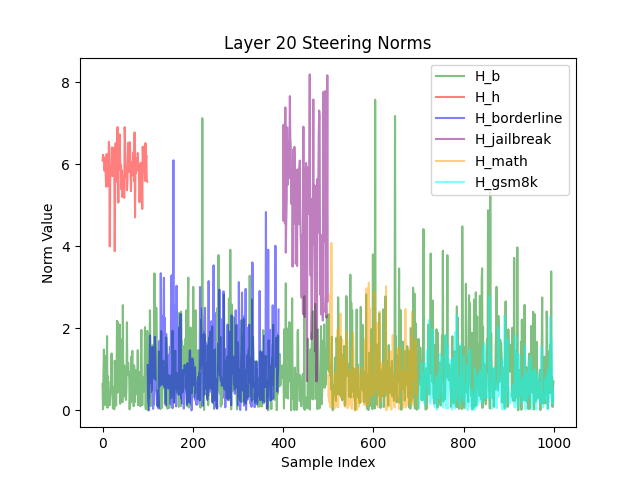 Layer 20 Steering Norms
H_b
H_h
H_borderline
H_jailbreak
H_math
H_gsm8k
Norm Value
8
6
4
2
0
0 200 400 600 800 1000
Sample Index